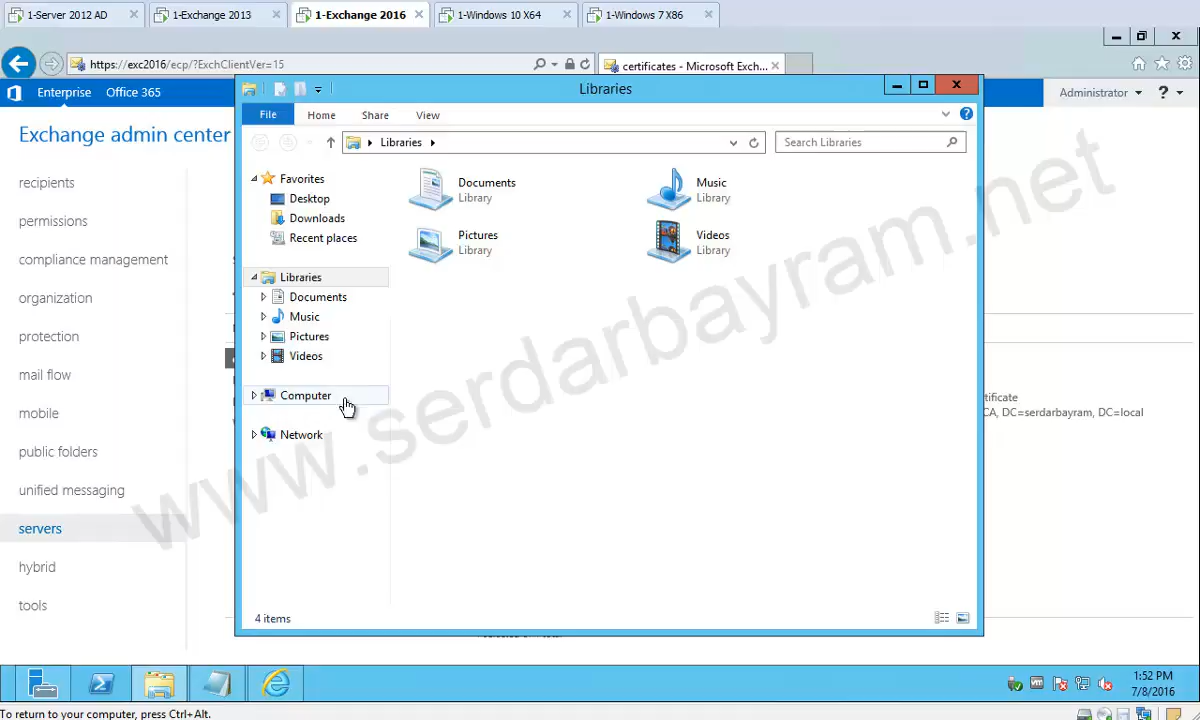 1-Server 2012 AD
1-Exchange 2013
1-Exchange 2016
1-Windows 10 X64
1-Windows 7 X86
https://exc2016/ecp/?ExchClientVer=15
certificates - Microsoft Exch...
Libraries
Enterprise
Office 365
Administrator
?
File
Home
Share
View
Exchange admin center
Libraries
Search Libraries
recipients
permissions
compliance management
organization
protection
mail flow
mobile
public folders
unified messaging
servers
hybrid
tools
Favorites
Desktop
Downloads
Recent places
Libraries
Documents
Music
Pictures
Videos
Computer
Network
Documents
Library
Music
Library
Pictures
Library
Videos
Library
rtificate
CA, DC=serdarbayram, DC=local
www.serdarbayram.net
4 items
1:52 PM
7/8/2016
To return to your computer, press Ctrl+Alt.